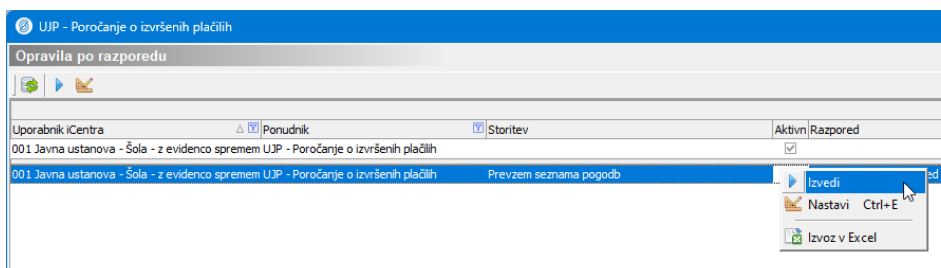 UJP - Poročanje o izvršenih plačilih
Opravila po razporedu
Uporabnik iCentra Ponudnik Storitev Aktivn Razpored
001 Javna ustanova - Šola - z evidenco spremem UJP - Poročanje o izvršenih plačilih
001 Javna ustanova - Šola - z evidenco spremem UJP - Poročanje o izvršenih plačilih Prevzem seznama pogodb ed
Izvedi
Nastavi Ctrl+E
Izvoz v Excel